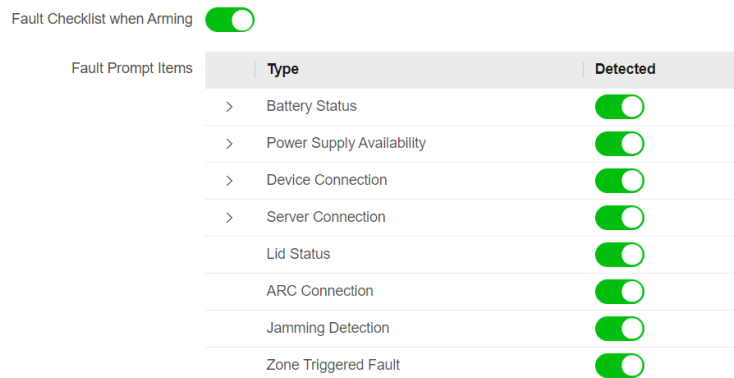 Fault Checklist when Arming
Fault Prompt Items
Type Detected
Battery Status
Power Supply Availability
Device Connection
Server Connection
Lid Status
ARC Connection
Jamming Detection
Zone Triggered Fault